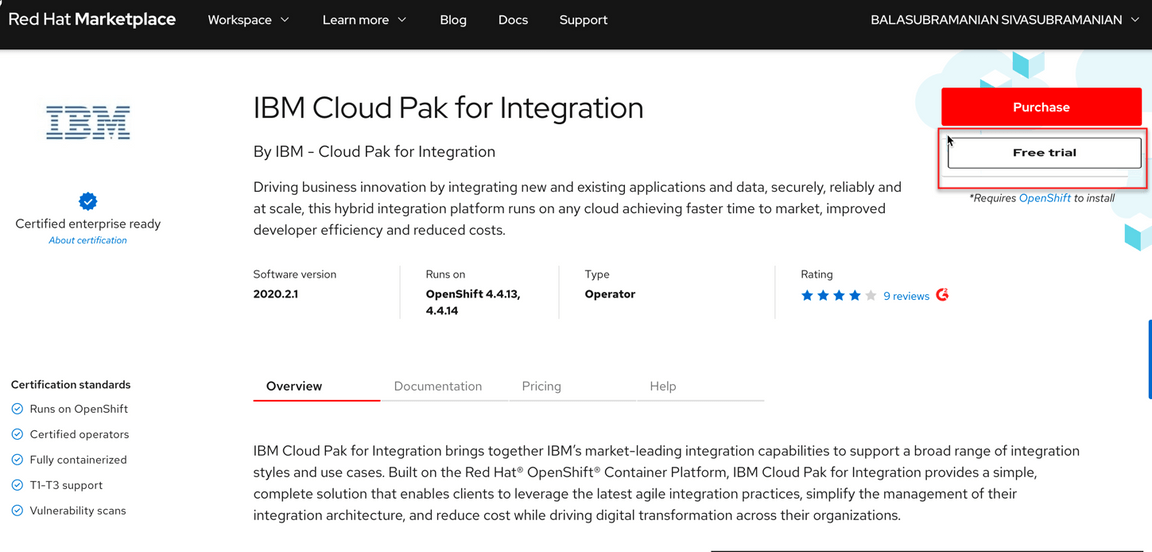 Red Hat Marketplace
Workspace
Learn more
Blog
Docs
Support
BALASUBRAMANIAN SIVASUBRAMANIAN
IBM
Certified enterprise ready
About certification
IBM Cloud Pak for Integration
By IBM - Cloud Pak for Integration
Driving business innovation by integrating new and existing applications and data, securely, reliably and
at scale, this hybrid integration platform runs on any cloud achieving faster time to market, improved
developer efficiency and reduced costs.
Purchase
Free trial
*Requires OpenShift to install
Software version
2020.2.1
Runs on
OpenShift 4.4.13,
4.4.14
Type
Operator
Rating
9 reviews
Certification standards
Runs on OpenShift
Certified operators
Fully containerized
T1-T3 support
Vulnerability scans
Overview
Documentation
Pricing
Help
IBM Cloud Pak for Integration brings together IBM's market-leading integration capabilities to support a broad range of integration
styles and use cases. Built on the Red Hat® OpenShift® Container Platform, IBM Cloud Pak for Integration provides a simple,
complete solution that enables clients to leverage the latest agile integration practices, simplify the management of their
integration architecture, and reduce cost while driving digital transformation across their organizations.